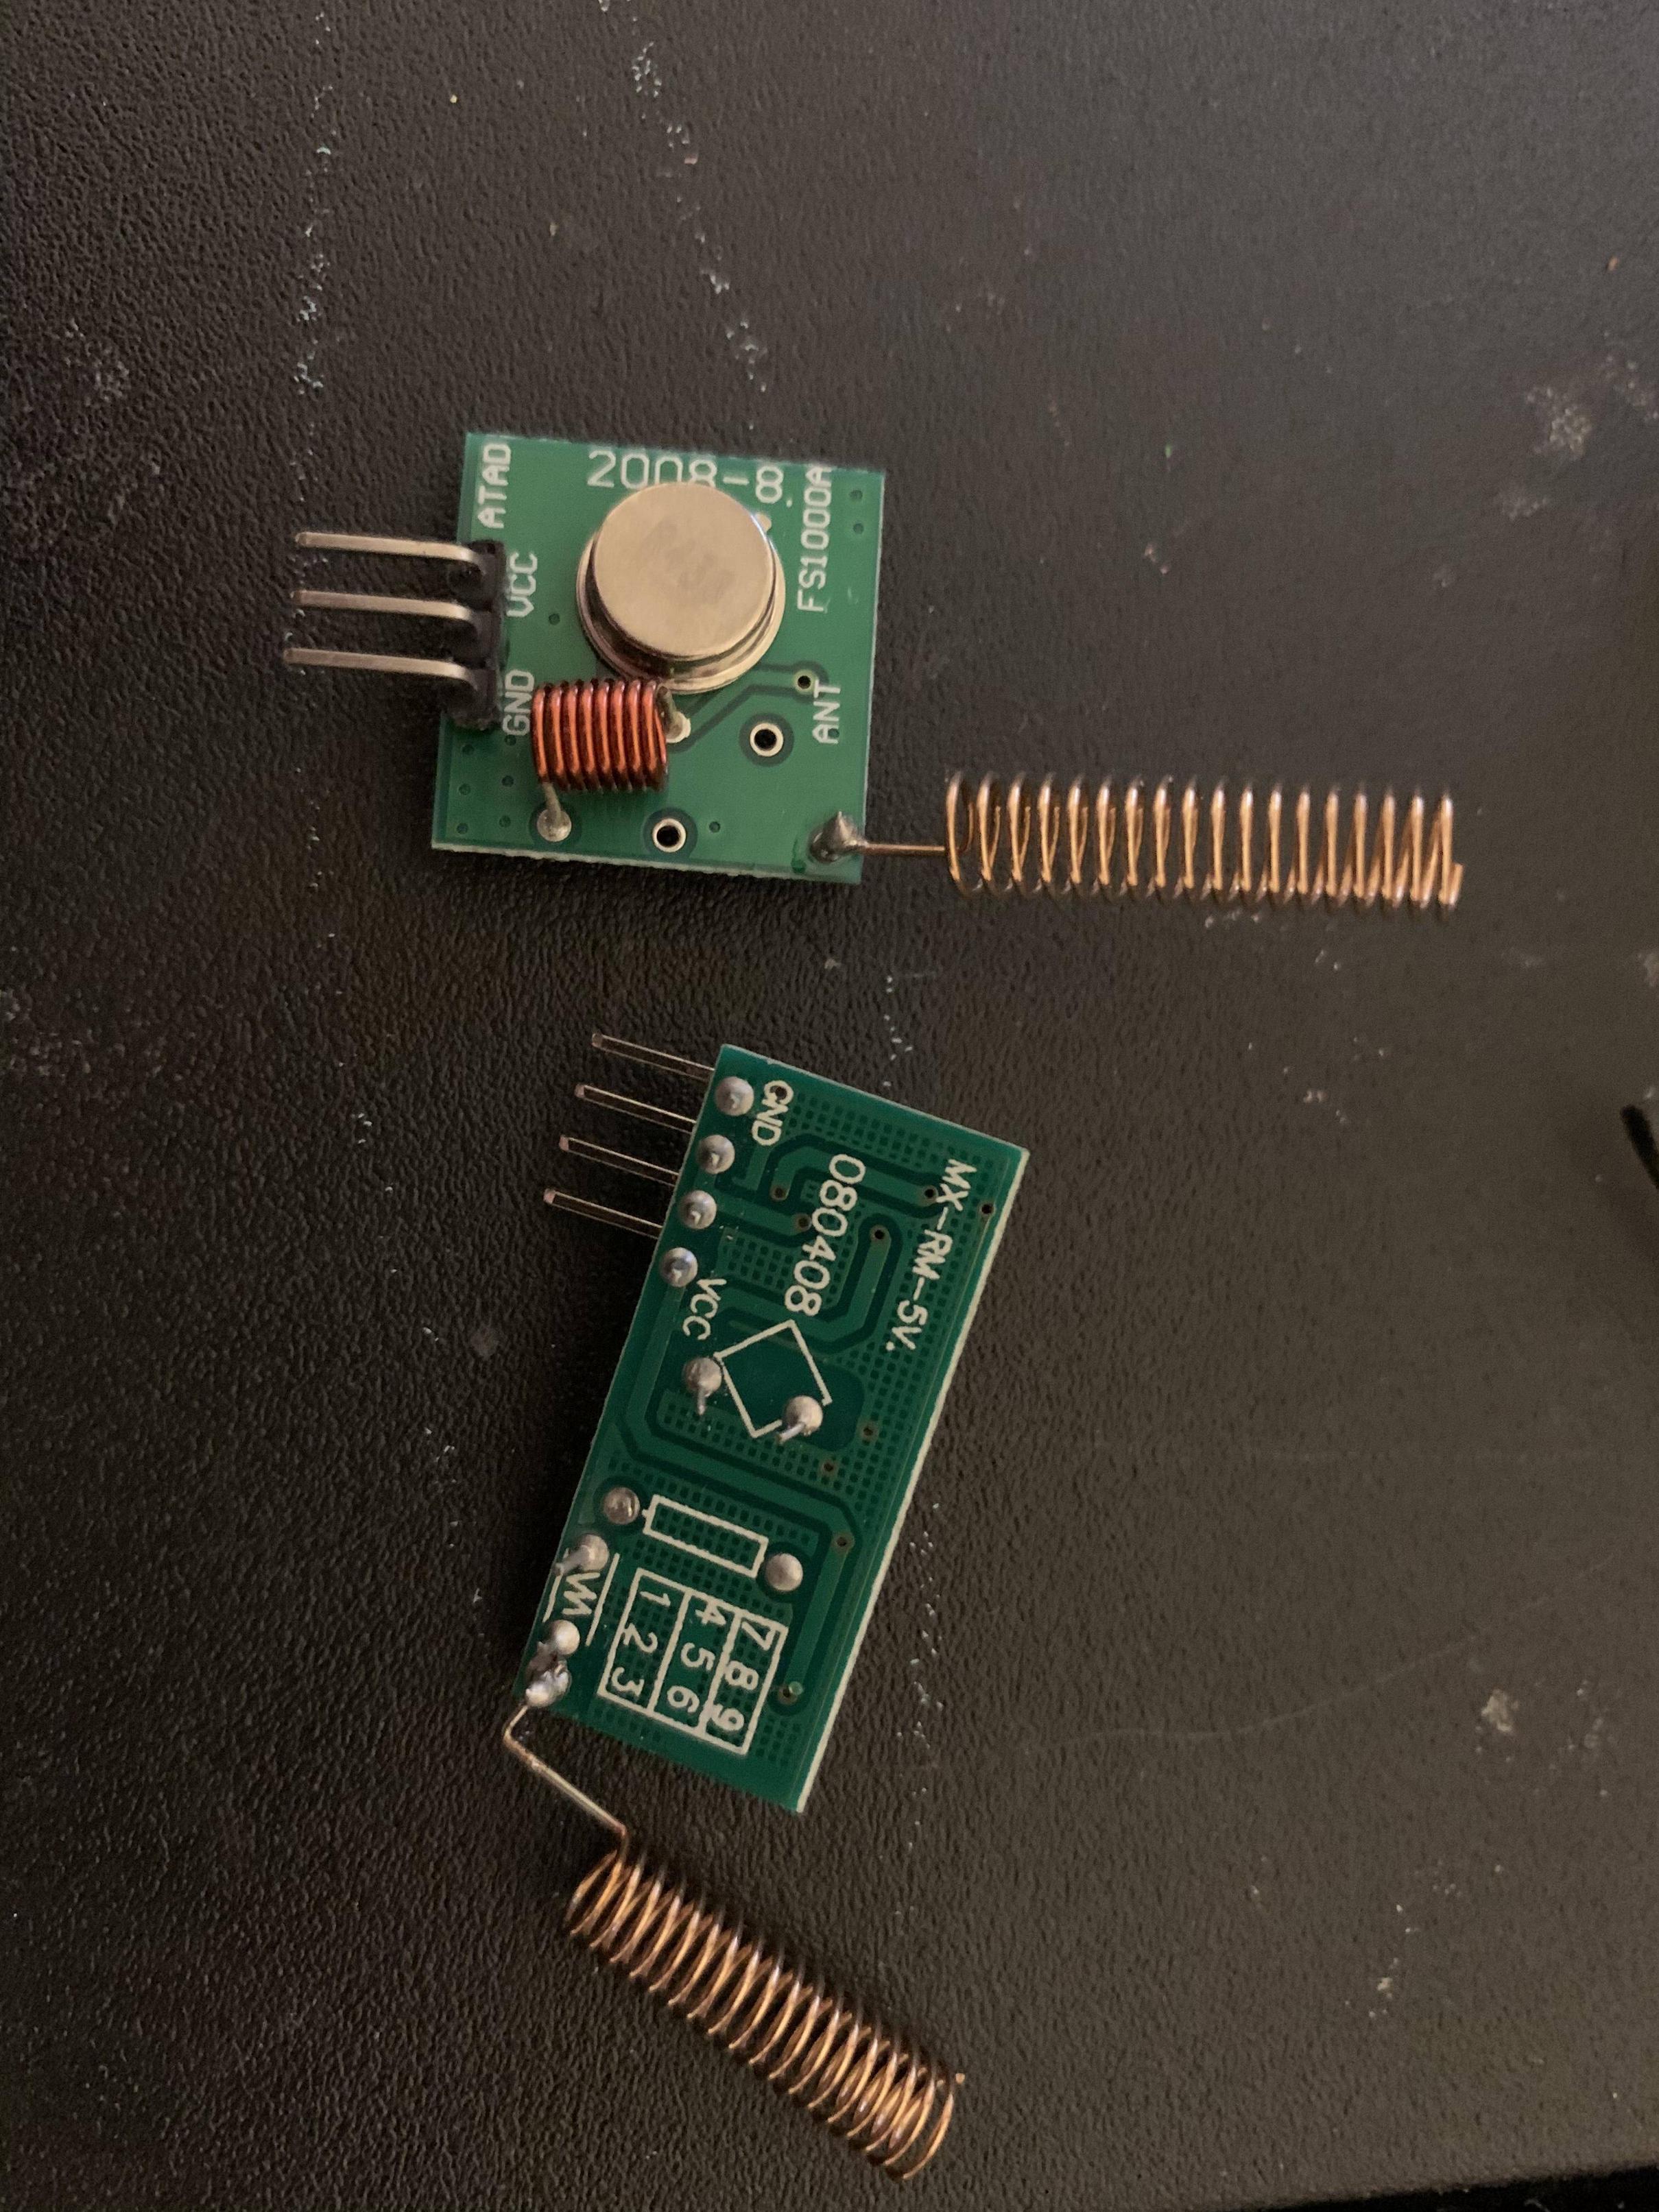 ATAD
VCC
GND
2008-8
FS1000A
ANT
GND
VCC
080408
MX-RM-5V.
1 2 3
4 5 6
7 8 9